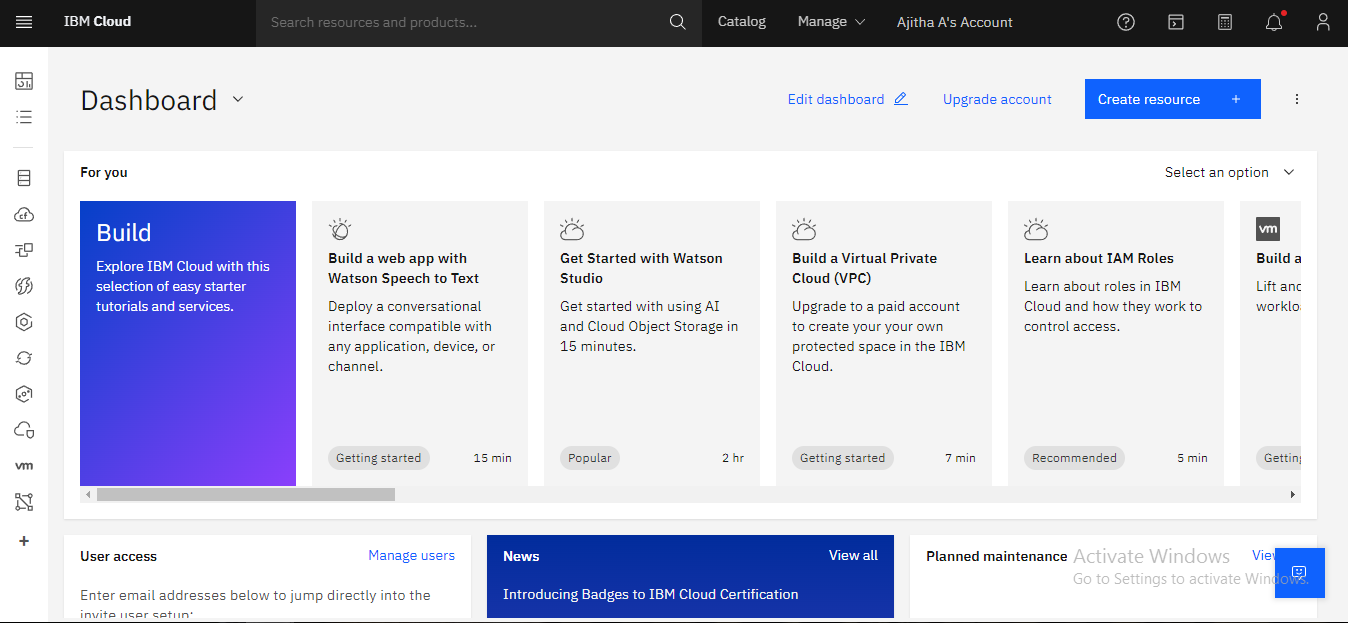 IBM Cloud
Search resources and products...
Catalog
Manage
Ajitha A's Account
Dashboard
Edit dashboard
Upgrade account
Create resource +
For you
Select an option
Build
Explore IBM Cloud with this
selection of easy starter
tutorials and services.
Build a web app with
Watson Speech to Text
Deploy a conversational
interface compatible with
any application, device, or
channel.
Getting started
15 min
Get Started with Watson
Studio
Get started with using AI
and Cloud Object Storage in
15 minutes.
Popular
2 hr
Build a Virtual Private
Cloud (VPC)
Upgrade to a paid account
to create your your own
protected space in the IBM
Cloud.
Getting started
7 min
Learn about IAM Roles
Learn about roles in IBM
Cloud and how they work to
control access.
Recommended
5 min
vm
Build a
Lift and
cf
vm
User access
Manage users
Enter email addresses below to jump directly into the
invite user setup:
News
View all
Introducing Badges to IBM Cloud Certification
Planned maintenance
Activate Windows
Go to Settings to activate Windows.